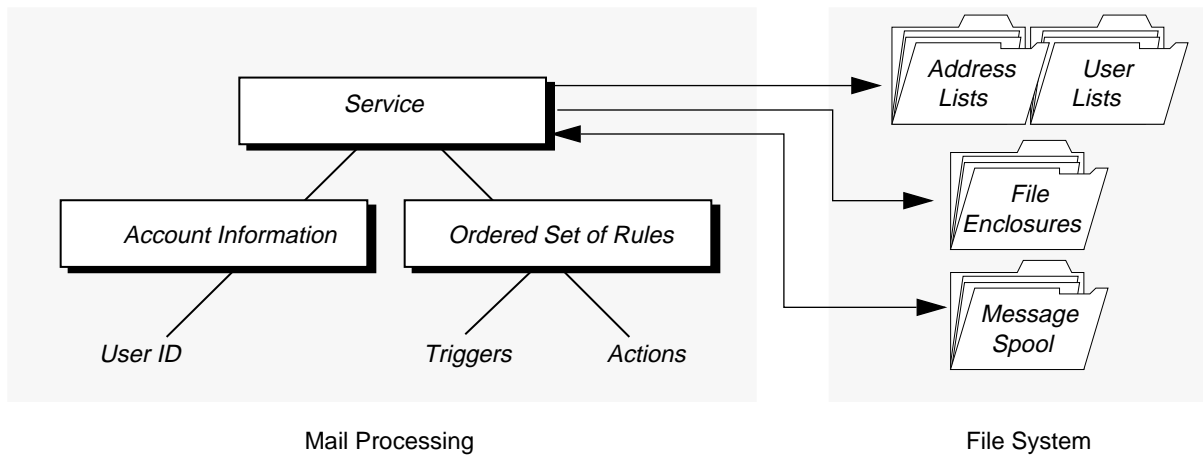 Service
Account Information
Ordered Set of Rules
User ID
Triggers
Actions
Mail Processing
Address
Lists
User
Lists
File
Enclosures
Message
Spool
File System